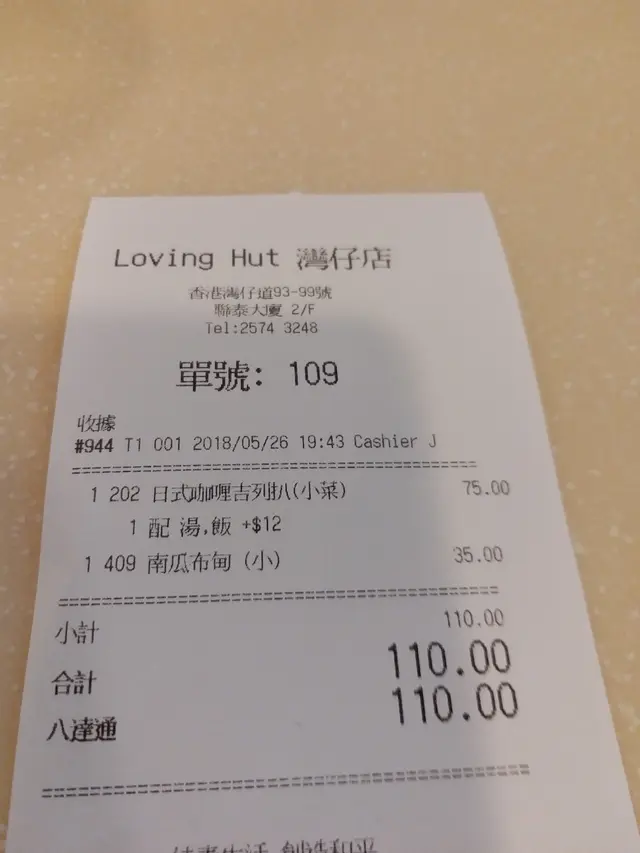 Loving Hut 灣仔店
香港灣仔道93-99號
聯泰大廈 2/F
Tel:2574 3248
單號: 109
收據
#944 T1 001 2018/05/26 19:43 Cashier J
1 202 日式咖喱吉列扒(小菜) 75.00
1 配 湯,飯 +$12
1 409 南瓜布甸 (小) 35.00
小計 110.00
合計 110.00
八達通 110.00